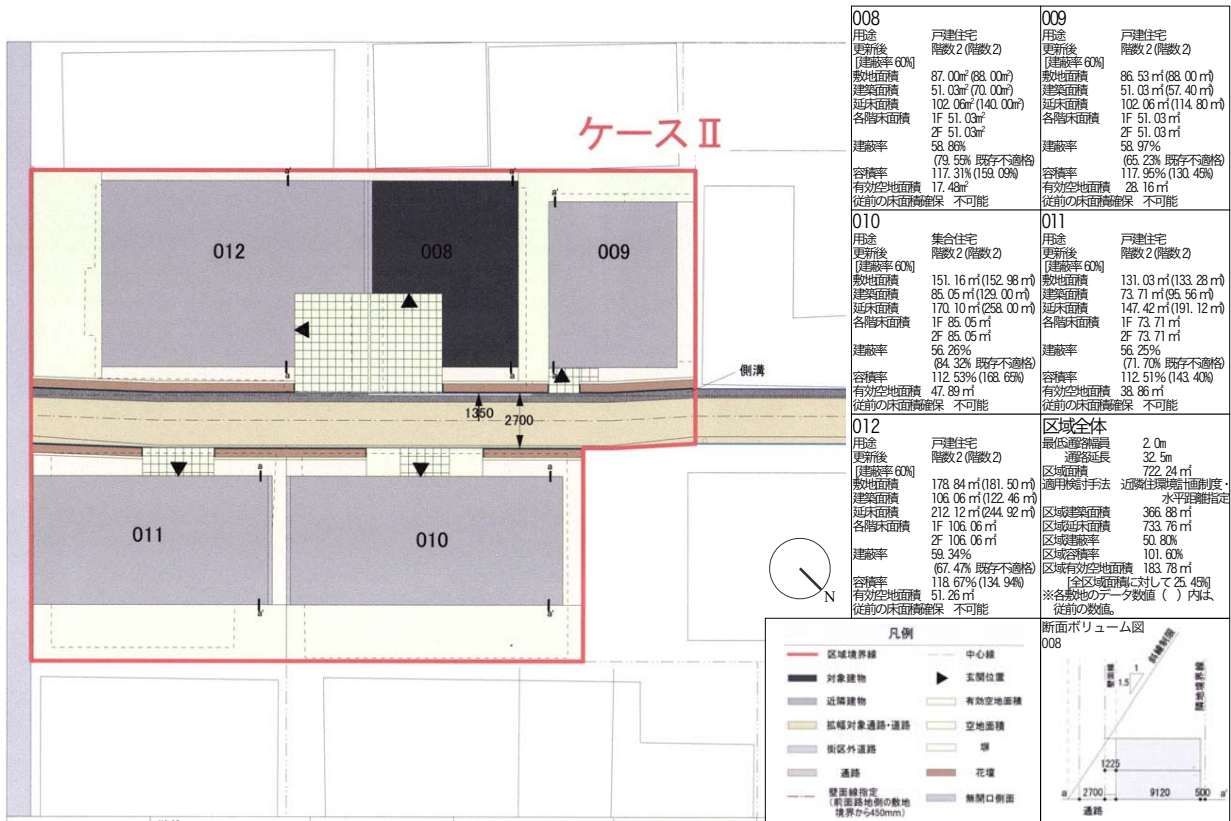 ケースⅡ
012
008
009
a'
a'
a'
a
a
a
側溝
1350
2700
a
a
011
010
a'
a'
N
008
用途 戸建住宅
更新後 階数2(階数2)
[建蔽率60%]
敷地面積 87.00㎡(88.00㎡)
建築面積 51.03㎡(70.00㎡)
延床面積 102.06㎡(140.00㎡)
各階床面積 1F 51.03㎡
2F 51.03㎡
建蔽率 58.86%
(79.55% 既存不適格)
容積率 117.31%(159.09%)
有効空地面積 17.48㎡
従前の床面積確保 不可能
009
用途 戸建住宅
更新後 階数2(階数2)
[建蔽率60%]
敷地面積 86.53㎡(88.00㎡)
建築面積 51.03㎡(57.40㎡)
延床面積 102.06㎡(114.80㎡)
各階床面積 1F 51.03㎡
2F 51.03㎡
建蔽率 58.97%
(65.23% 既存不適格)
容積率 117.95%(130.45%)
有効空地面積 28.16㎡
従前の床面積確保 不可能
010
用途 集合住宅
更新後 階数2(階数2)
[建蔽率60%]
敷地面積 151.16㎡(152.98㎡)
建築面積 85.05㎡(129.00㎡)
延床面積 170.10㎡(258.00㎡)
各階床面積 1F 85.05㎡
2F 85.05㎡
建蔽率 56.26%
(84.32% 既存不適格)
容積率 112.53%(168.65%)
有効空地面積 47.89㎡
従前の床面積確保 不可能
011
用途 戸建住宅
更新後 階数2(階数2)
[建蔽率60%]
敷地面積 131.03㎡(133.28㎡)
建築面積 73.71㎡(95.56㎡)
延床面積 147.42㎡(191.12㎡)
各階床面積 1F 73.71㎡
2F 73.71㎡
建蔽率 56.25%
(71.70% 既存不適格)
容積率 112.51%(143.40%)
有効空地面積 38.86㎡
従前の床面積確保 不可能
012
用途 戸建住宅
更新後 階数2(階数2)
[建蔽率60%]
敷地面積 178.84㎡(181.50㎡)
建築面積 106.06㎡(122.46㎡)
延床面積 212.12㎡(244.92㎡)
各階床面積 1F 106.06㎡
2F 106.06㎡
建蔽率 59.34%
(67.47% 既存不適格)
容積率 118.67%(134.94%)
有効空地面積 51.26㎡
従前の床面積確保 不可能
区域全体
最低通路幅員 2.0m
通路延長 32.5m
区域面積 722.24㎡
適用検討手法 近隣住環境計画制度・
水平距離指定
区域建築面積 366.88㎡
区域延床面積 733.76㎡
区域建蔽率 50.80%
区域容積率 101.60%
区域有効空地面積 183.78㎡
[全区域面積に対して25.45%]
※各敷地のデータ数値( )内は、
従前の数値。
凡例
区域境界線
対象建物
近隣建物
拡幅対象通路・道路
街区外道路
通路
壁面線指定
(前面路地側の敷地
境界から450mm)
中心線
玄関位置
有効空地面積
空地面積
塀
花壇
無開口側面
断面ボリューム図
008
壁面線
1
1.5
斜線制限
隣地境界線
1225
a
2700
9120
500
a'
通路